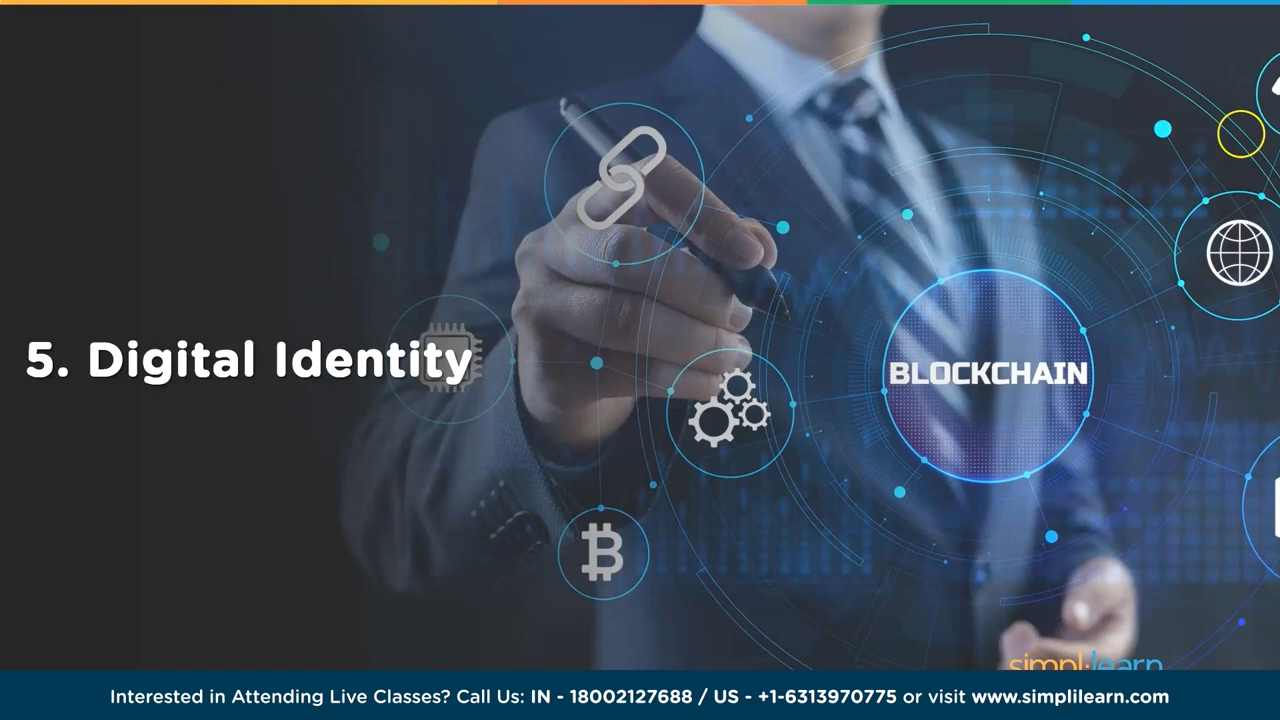 5. Digital Identity
BLOCKCHAIN
simplilearn
Interested in Attending Live Classes? Call Us: IN - 18002127688 / US - +1-6313970775 or visit www.simplilearn.com